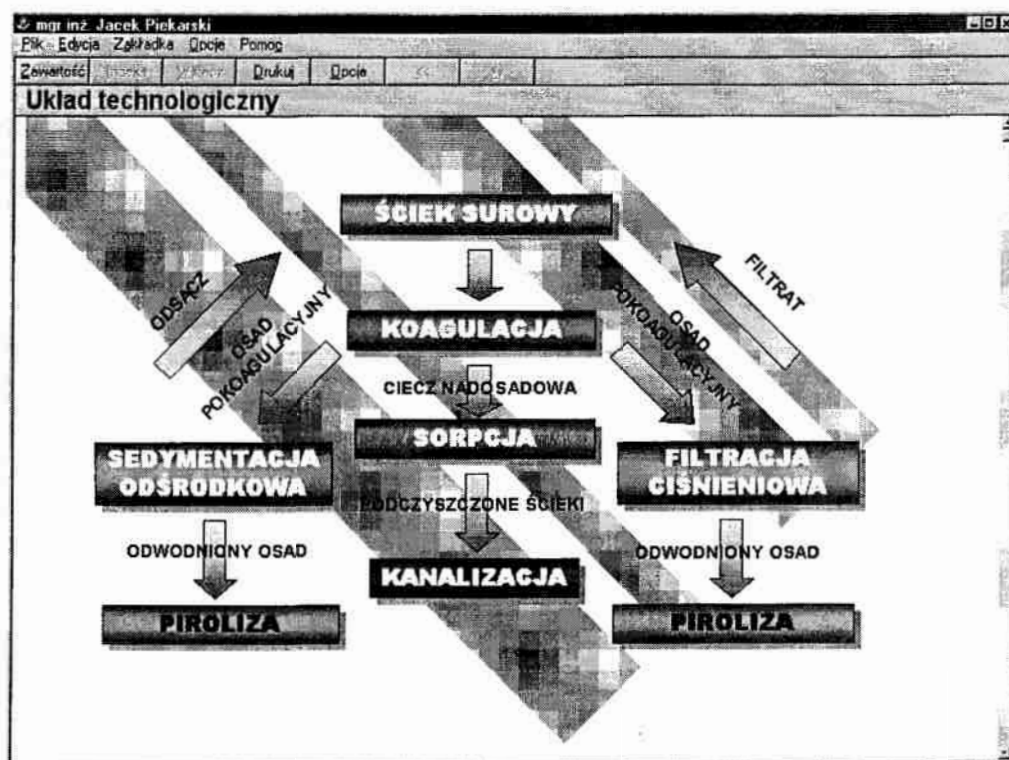 mgr inż. Jacek Piekarski
Plik Edycja Zakładka Opcje Pomoc
Zawartość Drukuj Opcje
Układ technologiczny
ŚCIEK SUROWY
ODSĄCZ
OSAD
POKOAGULACYJNY
KOAGULACJA
OSAD
POKOAGULACYJNY
FILTRAT
CIECZ NADOSADOWA
SORPCJA
SEDYMENTACJA
ODŚRODKOWA
FILTRACJA
CIŚNIENIOWA
PODCZYSZCZONE ŚCIEKI
ODWODNIONY OSAD
ODWODNIONY OSAD
KANALIZACJA
PIROLIZA
PIROLIZA